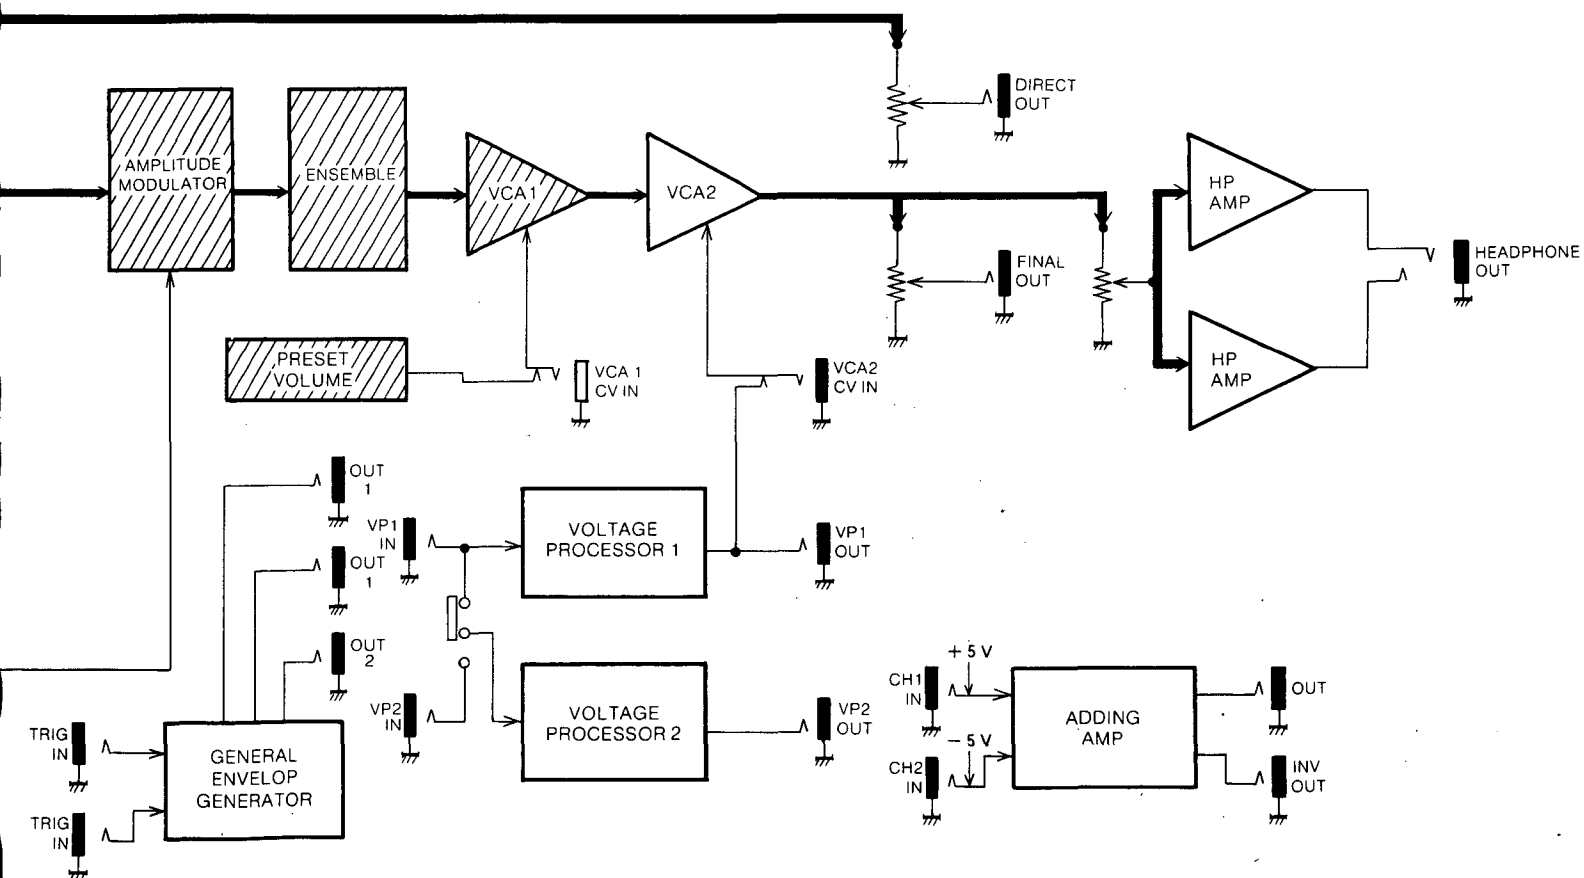 DIRECT
OUT
AMPLITUDE
MODULATOR
ENSEMBLE
VCA1
VCA2
HP
AMP
FINAL
OUT
HEADPHONE
OUT
PRESET
VOLUME
VCA 1
CV IN
VCA2
CV IN
HP
AMP
OUT
1
VP1
IN
VOLTAGE
PROCESSOR 1
VP1
OUT
OUT
1
OUT
2
VP2
IN
VOLTAGE
PROCESSOR 2
VP2
OUT
+5V
CH1
IN
ADDING
AMP
OUT
-5V
CH2
IN
INV
OUT
TRIG
IN
GENERAL
ENVELOP
GENERATOR
TRIG
IN